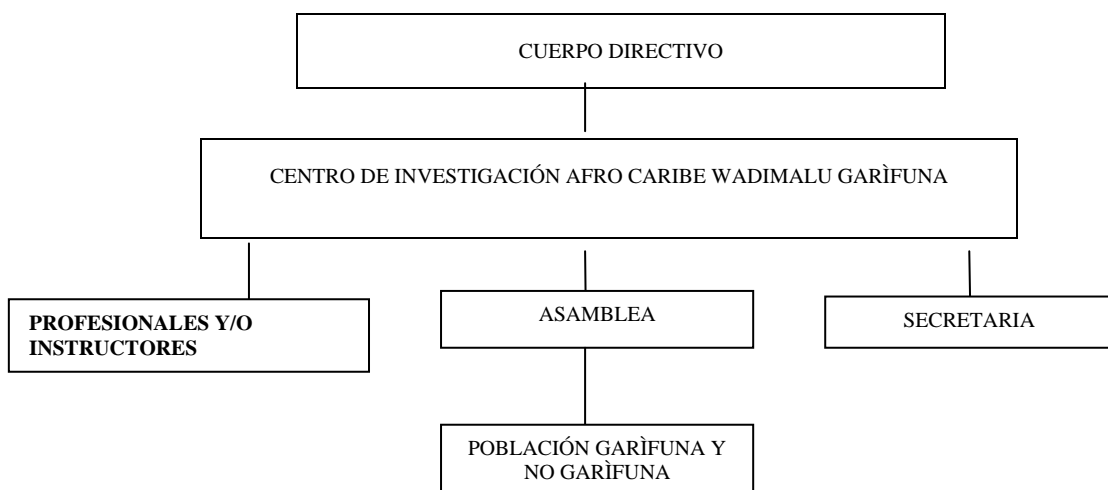 CUERPO DIRECTIVO
CENTRO DE INVESTIGACIÓN AFRO CARIBE WADIMALU GARÌFUNA
PROFESIONALES Y/O
INSTRUCTORES
ASAMBLEA
SECRETARIA
POBLACIÓN GARÌFUNA Y
NO GARÌFUNA